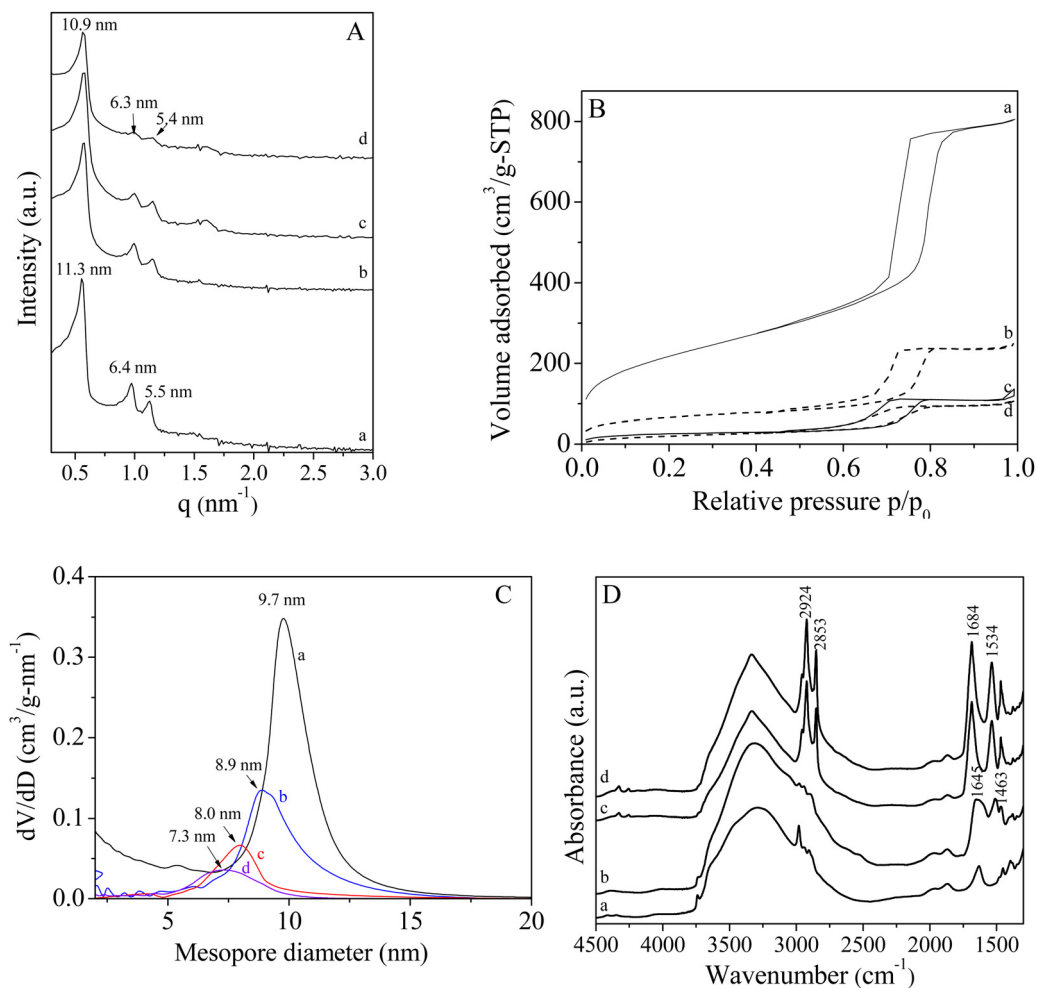 10.9 nm
A
6.3 nm
5.4 nm
d
c
b
11.3 nm
6.4 nm
5.5 nm
a
Intensity (a.u.)
0.5 1.0 1.5 2.0 2.5 3.0
q (nm⁻¹)
B
a
b
c
d
800
600
400
200
0
Volume adsorbed (cm³/g-STP)
0.0 0.2 0.4 0.6 0.8 1.0
Relative pressure p/p₀
C
9.7 nm
a
8.9 nm
b
8.0 nm
c
7.3 nm
d
0.4
0.3
0.2
0.1
0.0
dV/dD (cm³/g-nm⁻¹)
5 10 15 20
Mesopore diameter (nm)
D
2924
2853
1684
1534
1645
1463
d
c
b
a
Absorbance (a.u.)
4500 4000 3500 3000 2500 2000 1500
Wavenumber (cm⁻¹)